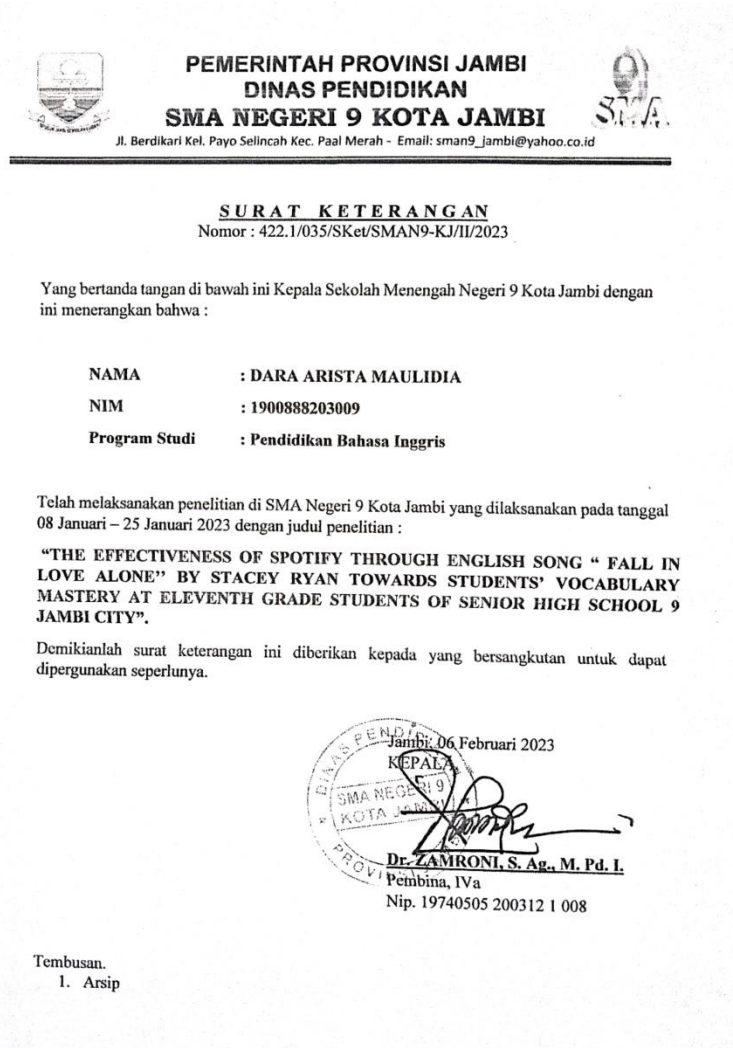 PEMERINTAH PROVINSI JAMBI
DINAS PENDIDIKAN
SMA NEGERI 9 KOTA JAMBI
SMA
Jl. Berdikari Kel. Payo Selincah Kec. Paal Merah - Email: sman9_jambi@yahoo.co.id
SURAT KETERANGAN
Nomor : 422.1/035/SKet/SMAN9-KJ/II/2023
Yang bertanda tangan di bawah ini Kepala Sekolah Menengah Negeri 9 Kota Jambi dengan
ini menerangkan bahwa :
NAMA : DARA ARISTA MAULIDIA
NIM : 1900888203009
Program Studi : Pendidikan Bahasa Inggris
Telah melaksanakan penelitian di SMA Negeri 9 Kota Jambi yang dilaksanakan pada tanggal
08 Januari – 25 Januari 2023 dengan judul penelitian :
“THE EFFECTIVENESS OF SPOTIFY THROUGH ENGLISH SONG “ FALL IN
LOVE ALONE” BY STACEY RYAN TOWARDS STUDENTS’ VOCABULARY
MASTERY AT ELEVENTH GRADE STUDENTS OF SENIOR HIGH SCHOOL 9
JAMBI CITY”.
Demikianlah surat keterangan ini diberikan kepada yang bersangkutan untuk dapat
dipergunakan seperlunya.
Jambi, 06 Februari 2023
KEPALA
DINAS PENDIDI
SMA NEGERI 9
KOTA JAMBI
PROVIN
Dr. ZAMRONI, S. Ag., M. Pd. I.
Pembina, IVa
Nip. 19740505 200312 1 008
Tembusan.
1. Arsip